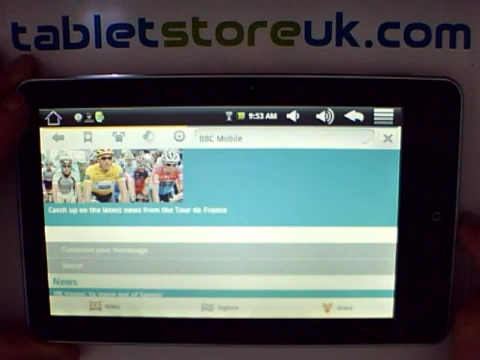 tabletstoreuk.com
9:53 AM
BBC Mobile
Catch up on the latest news from the Tour de France
Customise your homepage
Search
News
Video
Explore
Share